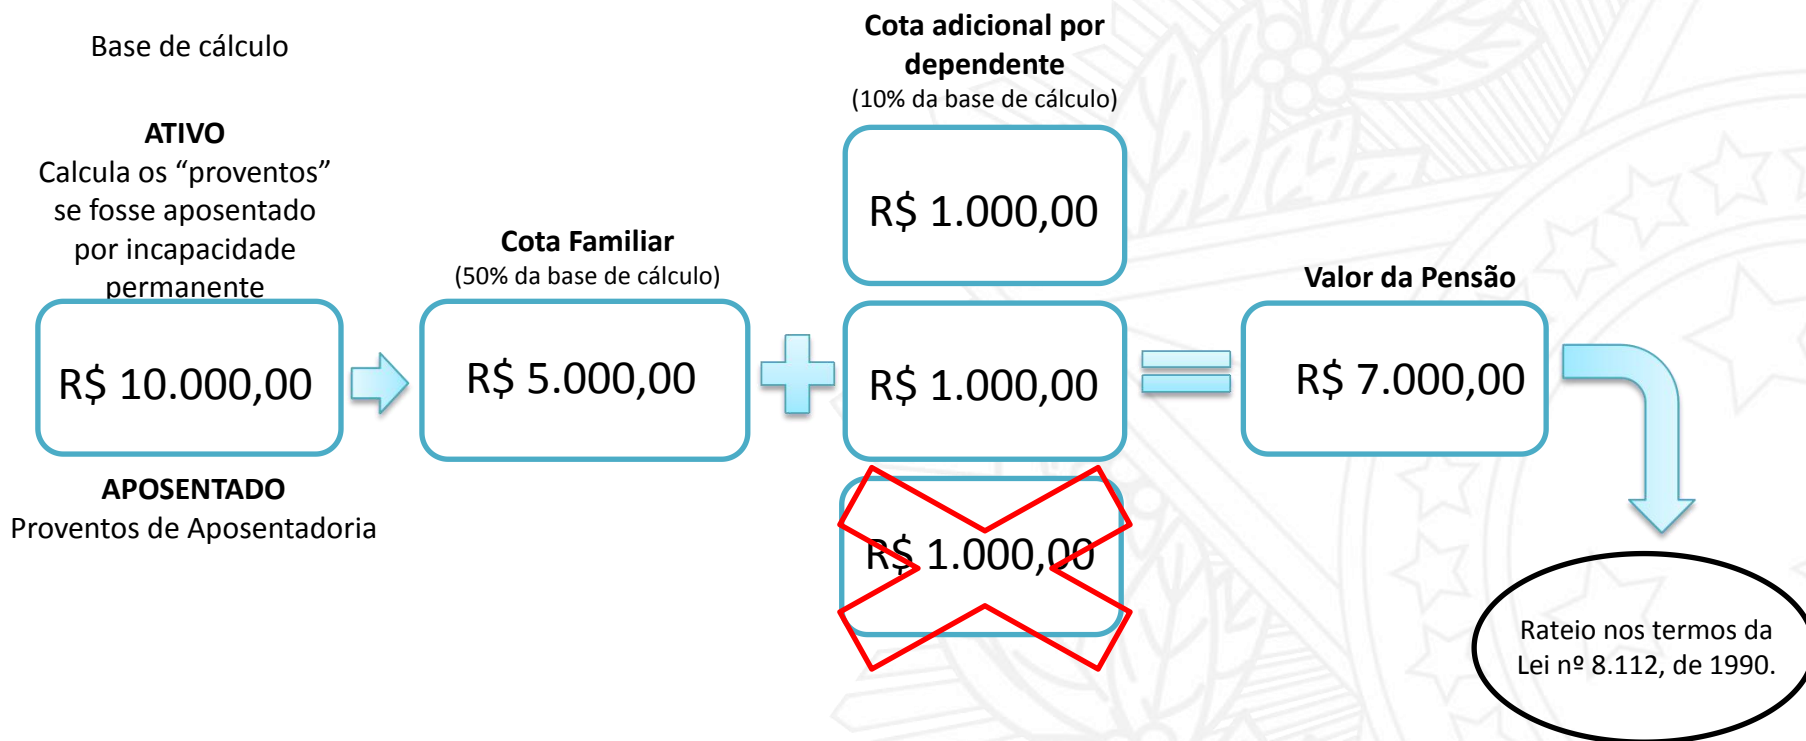 Base de cálculo
ATIVO
Calcula os “proventos”
se fosse aposentado
por incapacidade
permanente
R$ 10.000,00
APOSENTADO
Proventos de Aposentadoria
Cota Familiar
(50% da base de cálculo)
R$ 5.000,00
Cota adicional por
dependente
(10% da base de cálculo)
R$ 1.000,00
R$ 1.000,00
R$ 1.000,00
Valor da Pensão
R$ 7.000,00
Rateio nos termos da
Lei nº 8.112, de 1990.